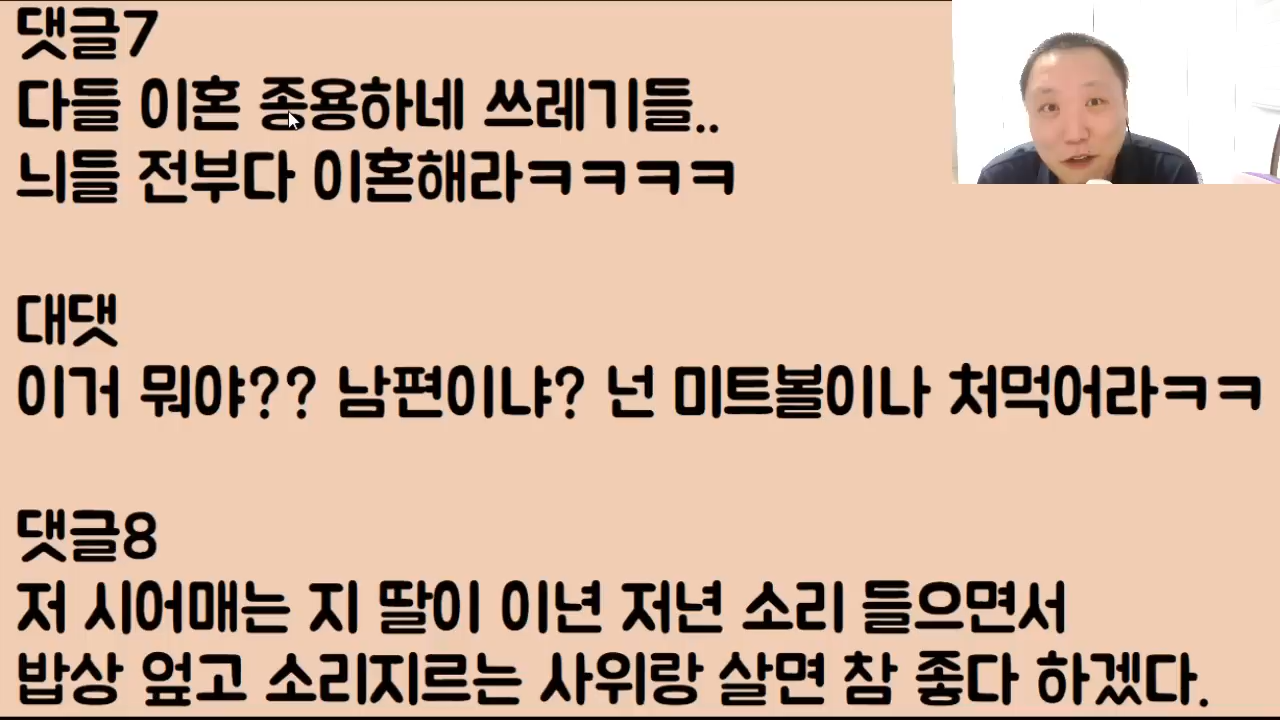 댓글7
다들 이혼 종용하네 쓰레기들..
늬들 전부다 이혼해라ㅋㅋㅋㅋ
대댓
이거 뭐야?? 남편이냐? 넌 미트볼이나 처먹어라ㅋㅋ
댓글8
저 시어매는 지 딸이 이년 저년 소리 들으면서
밥상 엎고 소리지르는 사위랑 살면 참 좋다 하겠다.